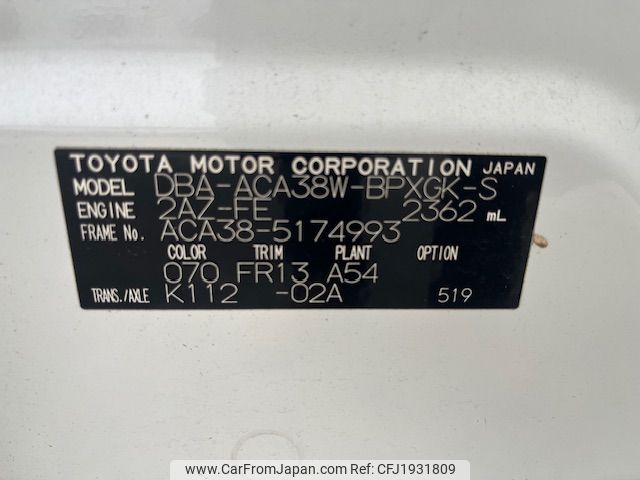 TOYOTA MOTOR CORPORATION JAPAN
MODEL DBA-ACA38W-BPXGK-S
ENGINE 2AZ-FE 2362 mL
FRAME No. ACA38-5174993
COLOR TRIM PLANT OPTION
070 FR13 A54
TRANS./AXLE K112 -02A 519
www.CarFromJapan.com - CFJ1931809